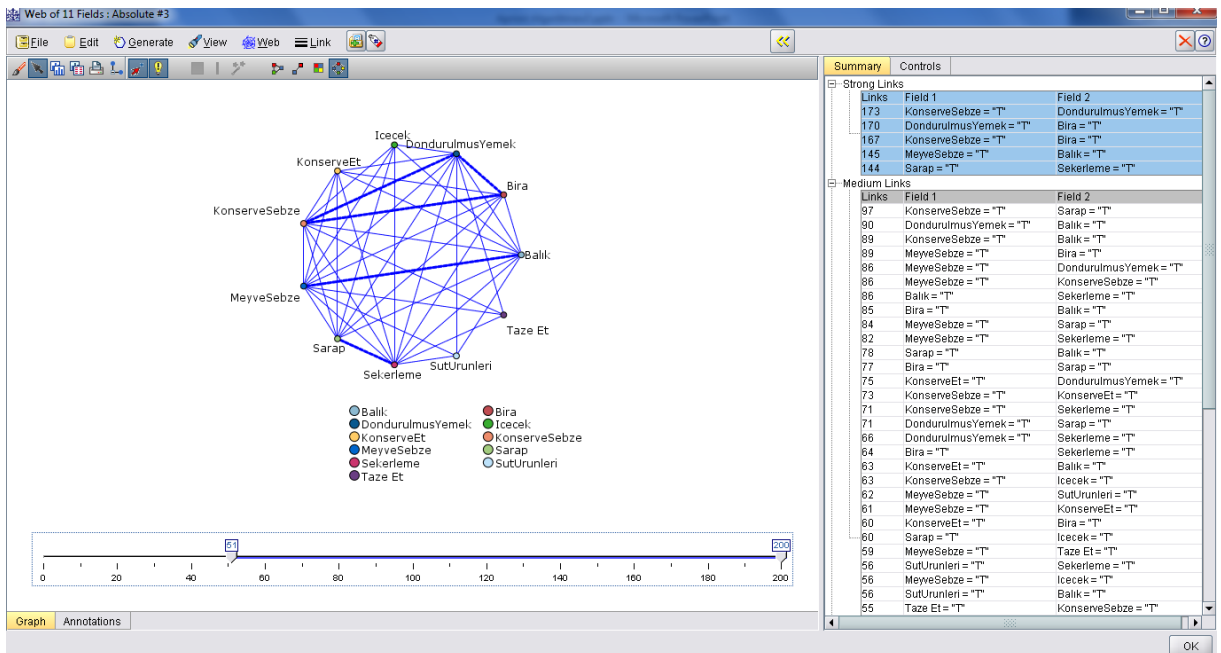 Web of 11 Fields : Absolute #3
File Edit Generate View Web Link
Summary Controls
Icecek
DondurulmusYemek
KonserveEt
Bira
KonserveSebze
Balık
MeyveSebze
Taze Et
Sarap
SutUrunleri
Sekerleme
Balık Bira
DondurulmusYemek Icecek
KonserveEt KonserveSebze
MeyveSebze Sarap
Sekerleme SutUrunleri
Taze Et
51 200
0 20 40 60 80 100 120 140 160 180 200
Graph Annotations
Strong Links
Links Field 1 Field 2
173 KonserveSebze = "T" DondurulmusYemek = "T"
170 DondurulmusYemek = "T" Bira = "T"
167 KonserveSebze = "T" Bira = "T"
145 MeyveSebze = "T" Balık = "T"
144 Sarap = "T" Sekerleme = "T"
Medium Links
Links Field 1 Field 2
97 KonserveSebze = "T" Sarap = "T"
90 DondurulmusYemek = "T" Balık = "T"
89 KonserveSebze = "T" Balık = "T"
89 MeyveSebze = "T" Bira = "T"
86 MeyveSebze = "T" DondurulmusYemek = "T"
86 MeyveSebze = "T" KonserveSebze = "T"
86 Balık = "T" Sekerleme = "T"
85 Bira = "T" Balık = "T"
84 MeyveSebze = "T" Sarap = "T"
82 MeyveSebze = "T" Sekerleme = "T"
78 Sarap = "T" Balık = "T"
77 Bira = "T" Sarap = "T"
75 KonserveEt = "T" DondurulmusYemek = "T"
73 KonserveSebze = "T" KonserveEt = "T"
71 KonserveSebze = "T" Sekerleme = "T"
71 DondurulmusYemek = "T" Sarap = "T"
66 DondurulmusYemek = "T" Sekerleme = "T"
64 Bira = "T" Sekerleme = "T"
63 KonserveEt = "T" Balık = "T"
63 KonserveSebze = "T" Icecek = "T"
62 MeyveSebze = "T" SutUrunleri = "T"
61 MeyveSebze = "T" KonserveEt = "T"
60 KonserveEt = "T" Bira = "T"
60 Sarap = "T" Icecek = "T"
59 MeyveSebze = "T" Taze Et = "T"
56 SutUrunleri = "T" Sekerleme = "T"
56 MeyveSebze = "T" Icecek = "T"
56 SutUrunleri = "T" Balık = "T"
55 Taze Et = "T" KonserveSebze = "T"
OK